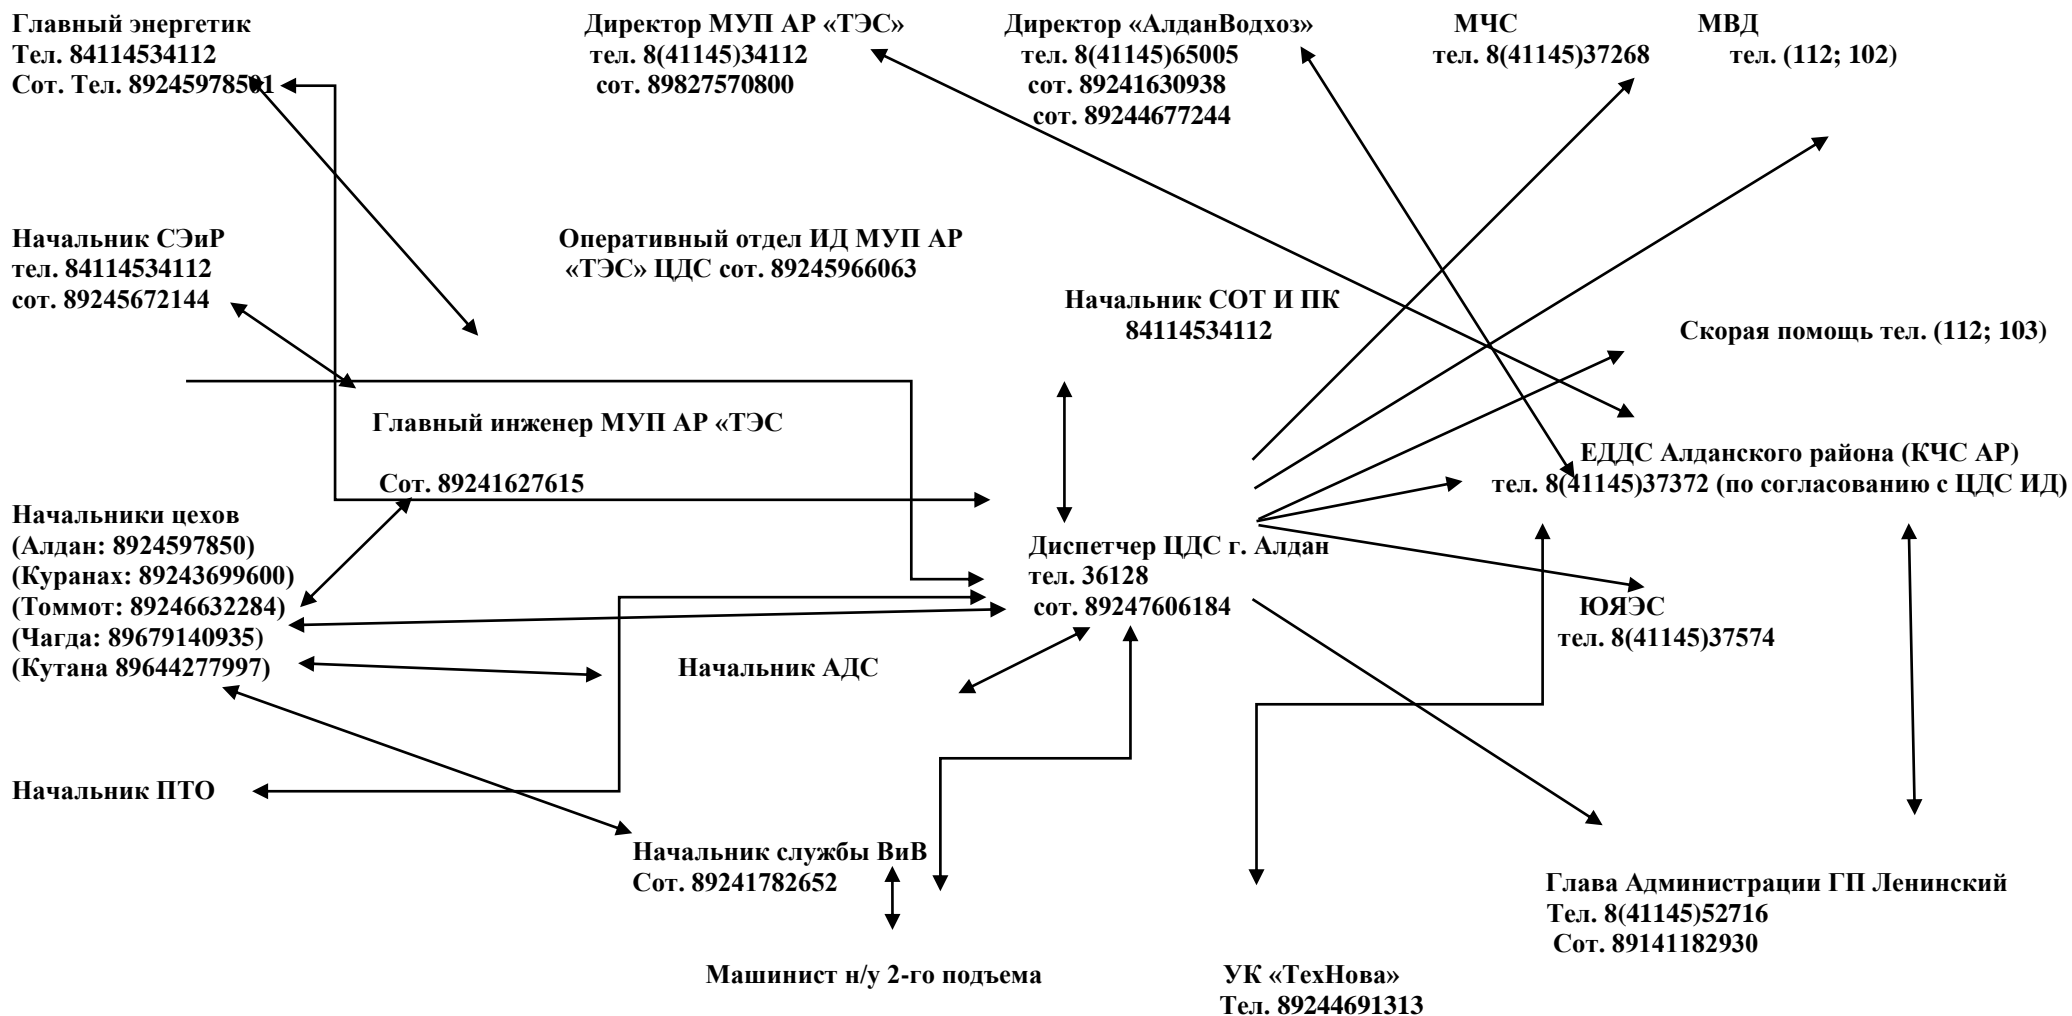 Главный энергетик
Тел. 84114534112
Сот. Тел. 89245978501
Директор МУП АР «ТЭС»
тел. 8(41145)34112
сот. 89827570800
Директор «АлданВодхоз»
тел. 8(41145)65005
сот. 89241630938
сот. 89244677244
МЧС
тел. 8(41145)37268
МВД
тел. (112; 102)
Начальник СЭиР
тел. 84114534112
сот. 89245672144
Оперативный отдел ИД МУП АР
«ТЭС» ЦДС сот. 89245966063
Начальник СОТ И ПК
84114534112
Скорая помощь тел. (112; 103)
Главный инженер МУП АР «ТЭС
Сот. 89241627615
ЕДДС Алданского района (КЧС АР)
тел. 8(41145)37372 (по согласованию с ЦДС ИД)
Начальники цехов
(Алдан: 8924597850)
(Куранах: 89243699600)
(Томмот: 89246632284)
(Чагда: 89679140935)
(Кутана 89644277997)
Диспетчер ЦДС г. Алдан
тел. 36128
сот. 89247606184
ЮЯЭС
тел. 8(41145)37574
Начальник АДС
Начальник ПТО
Начальник службы ВиВ
Сот. 89241782652
Глава Администрации ГП Ленинский
Тел. 8(41145)52716
Сот. 89141182930
Машинист н/у 2-го подъема
УК «ТехНова»
Тел. 89244691313